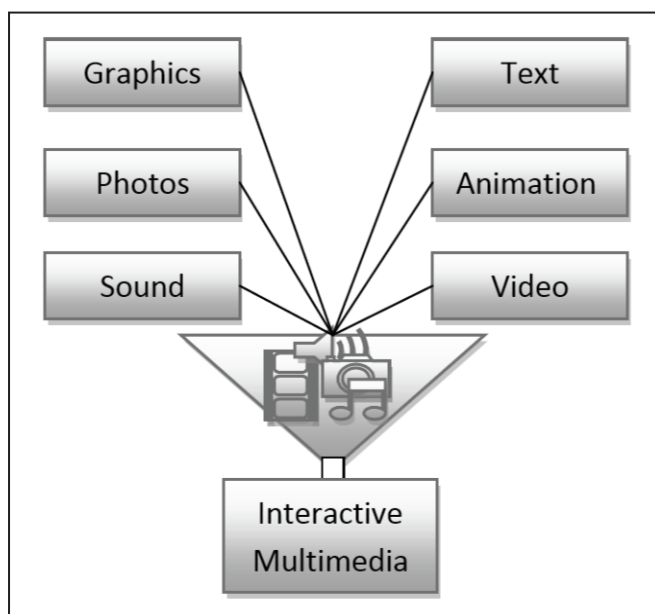 Graphics
Text
Photos
Animation
Sound
Video
Interactive
Multimedia